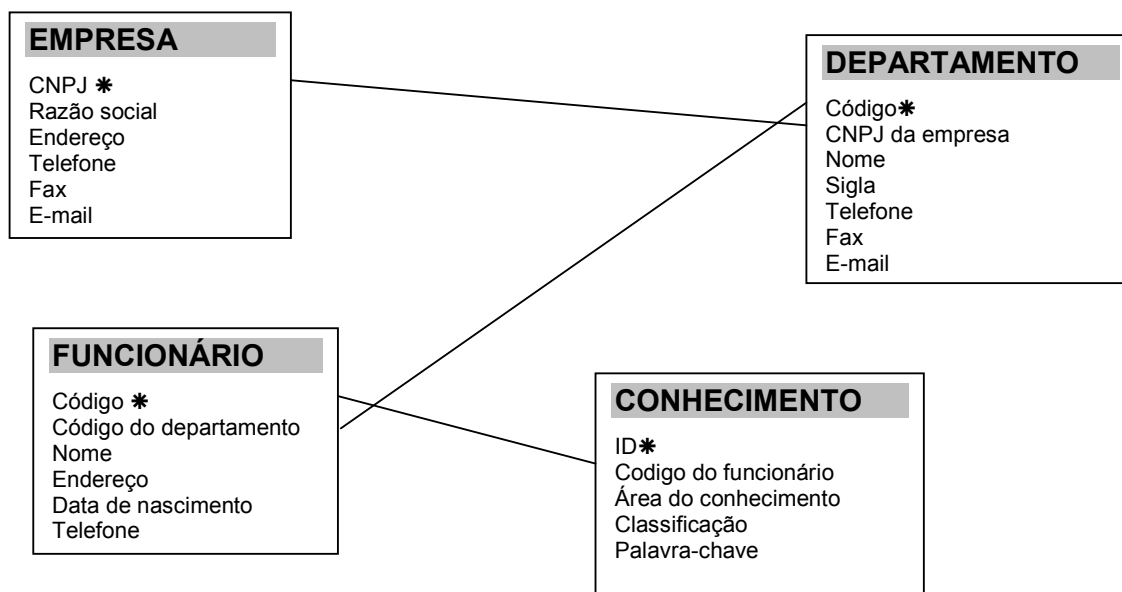 EMPRESA
CNPJ ✱
Razão social
Endereço
Telefone
Fax
E-mail
DEPARTAMENTO
Código✱
CNPJ da empresa
Nome
Sigla
Telefone
Fax
E-mail
FUNCIONÁRIO
Código ✱
Código do departamento
Nome
Endereço
Data de nascimento
Telefone
CONHECIMENTO
ID✱
Codigo do funcionário
Área do conhecimento
Classificação
Palavra-chave